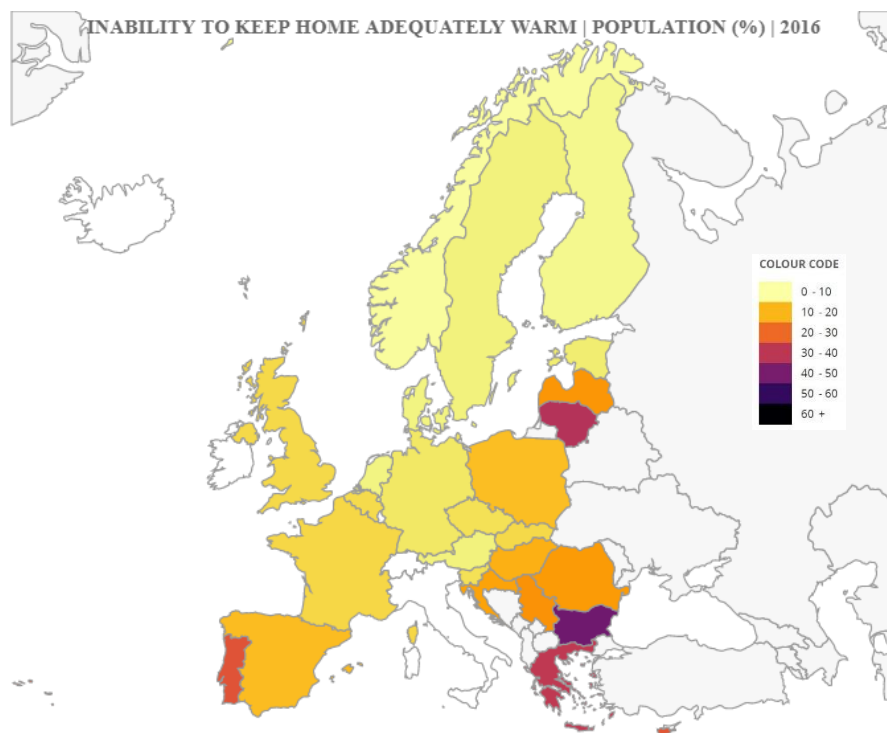 INABILITY TO KEEP HOME ADEQUATELY WARM | POPULATION (%) | 2016
COLOUR CODE
0 - 10
10 - 20
20 - 30
30 - 40
40 - 50
50 - 60
60 +